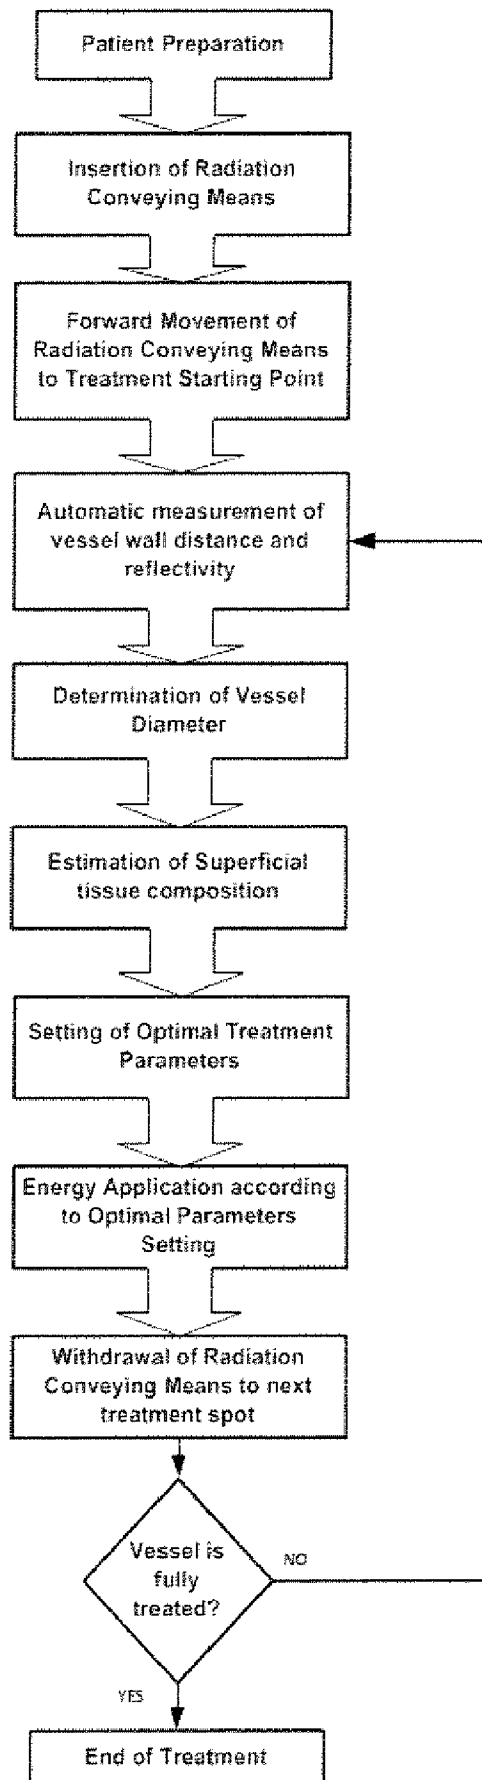 Patient Preparation
Insertion of Radiation
Conveying Means
Forward Movement of
Radiation Conveying Means
to Treatment Starting Point
Automatic measurement of
vessel wall distance and
reflectivity
Determination of Vessel
Diameter
Estimation of Superficial
tissue composition
Setting of Optimal Treatment
Parameters
Energy Application according
to Optimal Parameters
Setting
Withdrawal of Radiation
Conveying Means to next
treatment spot
Vessel is
fully
treated?
NO
YES
End of Treatment